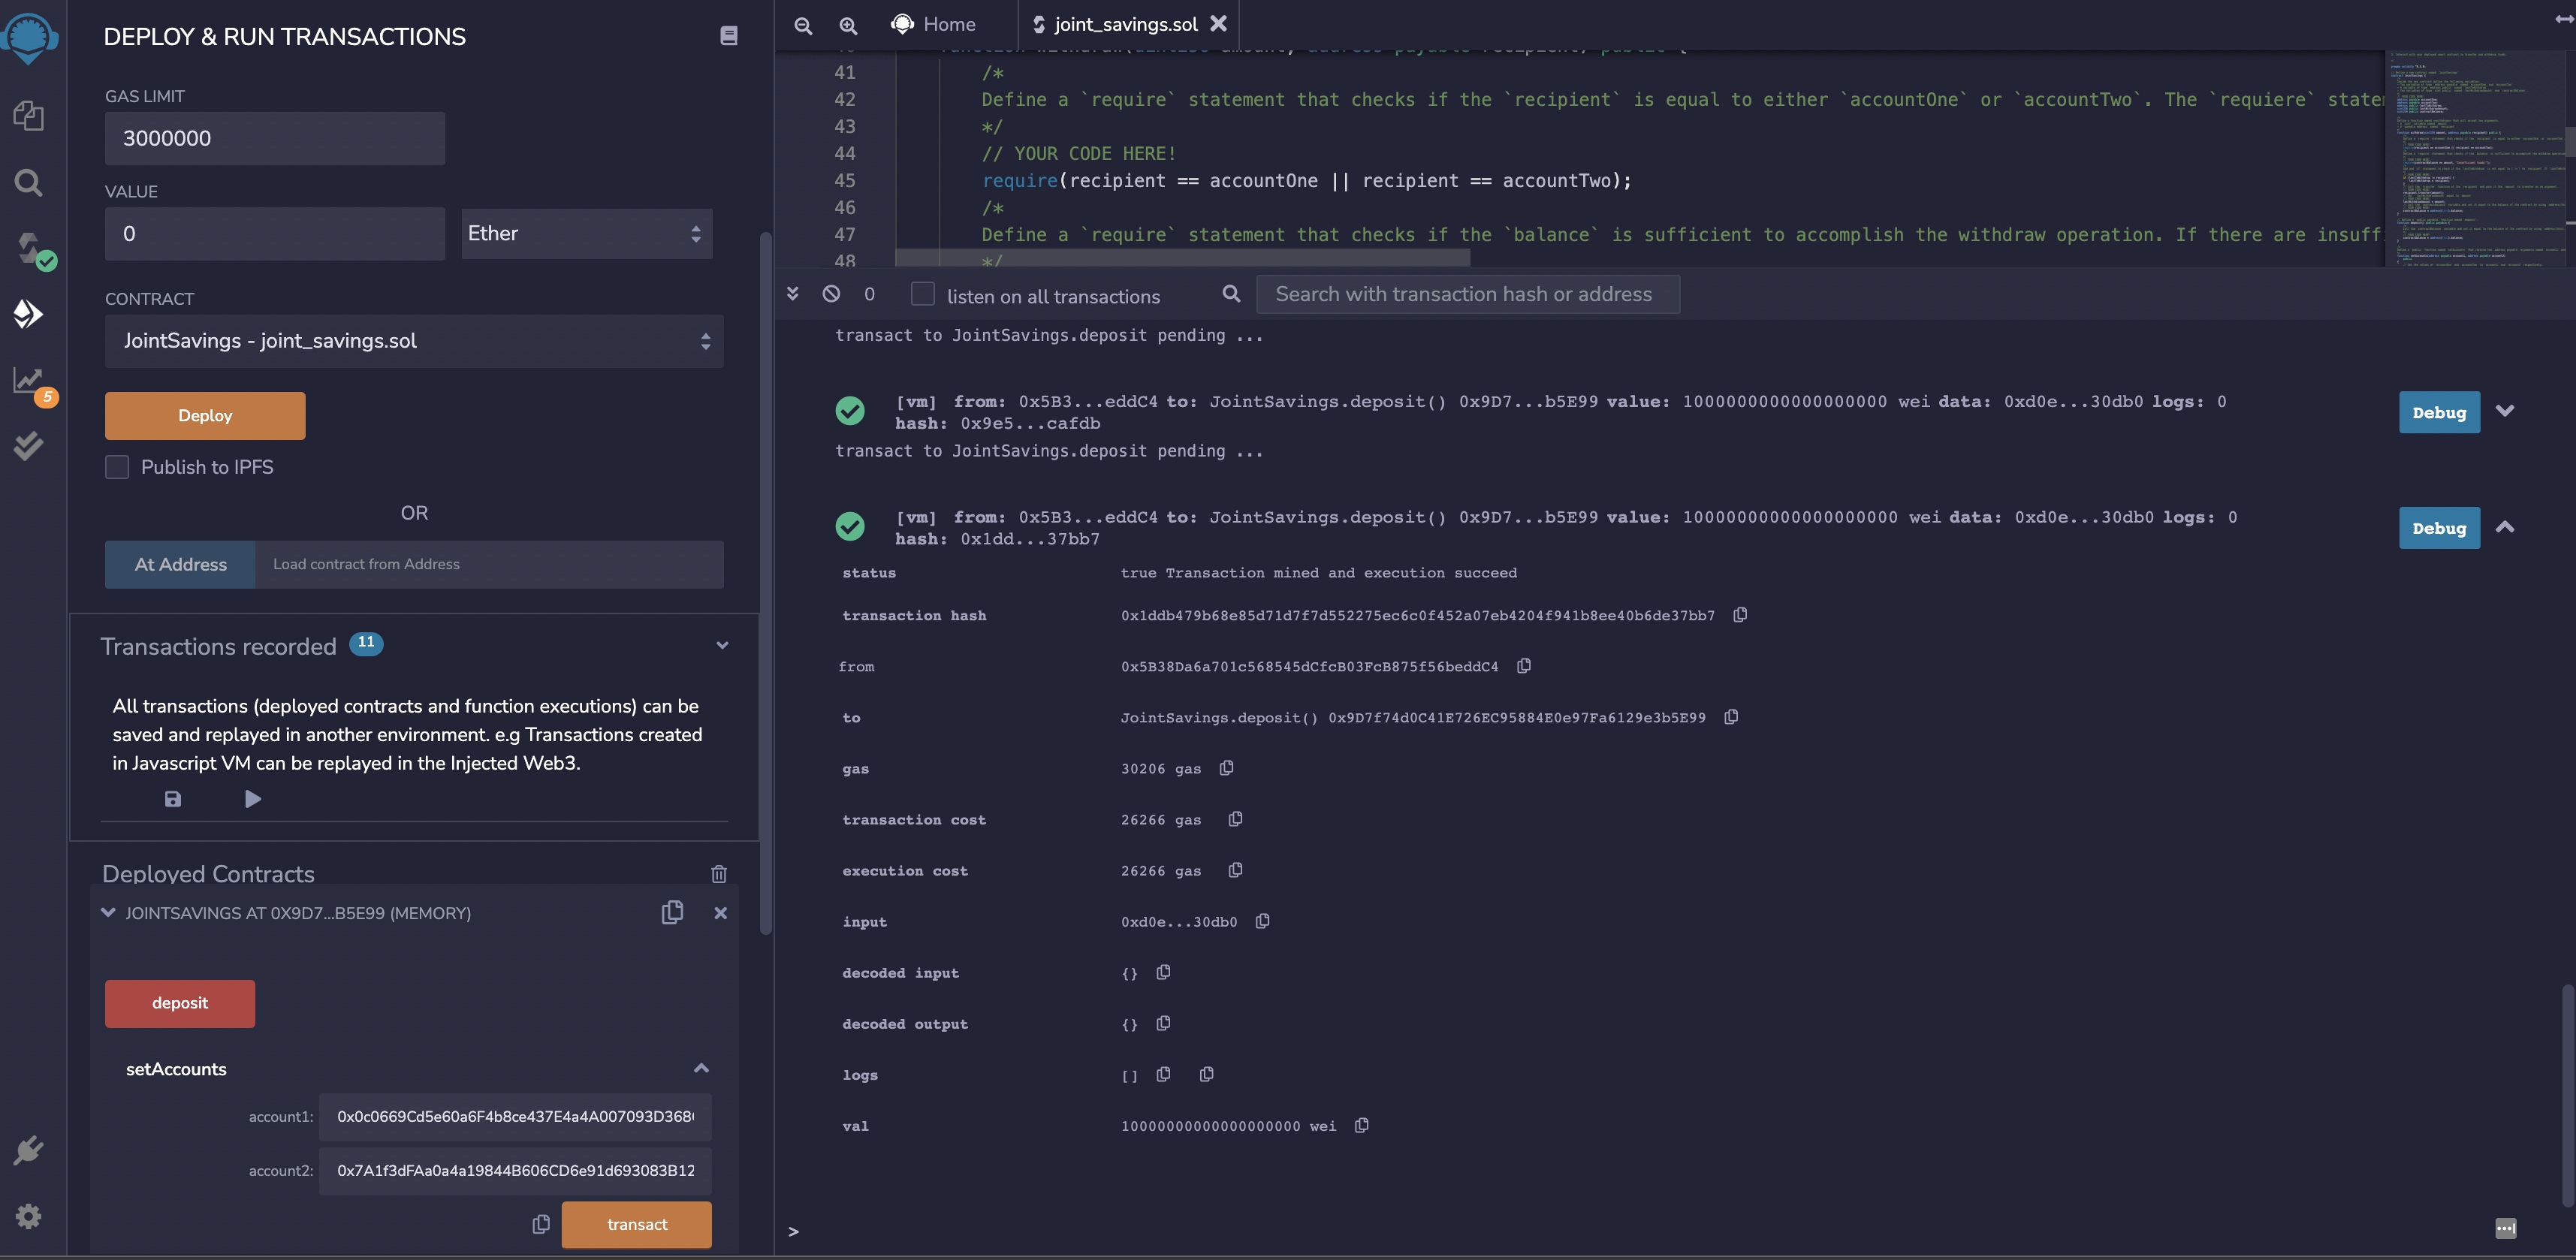 DEPLOY & RUN TRANSACTIONS
GAS LIMIT
3000000
VALUE
0
Ether
CONTRACT
JointSavings - joint_savings.sol
Deploy
Publish to IPFS
OR
At Address
Load contract from Address
5
Transactions recorded 11
All transactions (deployed contracts and function executions) can be
saved and replayed in another environment. e.g Transactions created
in Javascript VM can be replayed in the Injected Web3.
Deployed Contracts
JOINTSAVINGS AT 0X9D7...B5E99 (MEMORY)
deposit
setAccounts
account1: 0x0c0669Cd5e60a6F4b8ce437E4a4A007093D368
account2: 0x7A1f3dFAa0a4a19844B606CD6e91d693083B12
transact
Home
joint_savings.sol
41 /*
42 Define a `require` statement that checks if the `recipient` is equal to either `accountOne` or `accountTwo`. The `requiere` state
43 */
44 // YOUR CODE HERE!
45 require(recipient == accountOne || recipient == accountTwo);
46 /*
47 Define a `require` statement that checks if the `balance` is sufficient to accomplish the withdraw operation. If there are insuff
48 */
0 listen on all transactions Search with transaction hash or address
transact to JointSavings.deposit pending ...
[vm] from: 0x5B3...eddC4 to: JointSavings.deposit() 0x9D7...b5E99 value: 1000000000000000000 wei data: 0xd0e...30db0 logs: 0
hash: 0x9e5...cafdb
Debug
transact to JointSavings.deposit pending ...
[vm] from: 0x5B3...eddC4 to: JointSavings.deposit() 0x9D7...b5E99 value: 10000000000000000000 wei data: 0xd0e...30db0 logs: 0
hash: 0x1dd...37bb7
Debug
status true Transaction mined and execution succeed
transaction hash 0x1ddb479b68e85d71d7f7d552275ec6c0f452a07eb4204f941b8ee40b6de37bb7
from 0x5B38Da6a701c568545dCfcB03FcB875f56beddC4
to JointSavings.deposit() 0x9D7f74d0C41E726EC95884E0e97Fa6129e3b5E99
gas 30206 gas
transaction cost 26266 gas
execution cost 26266 gas
input 0xd0e...30db0
decoded input {}
decoded output {}
logs []
val 10000000000000000000 wei
>